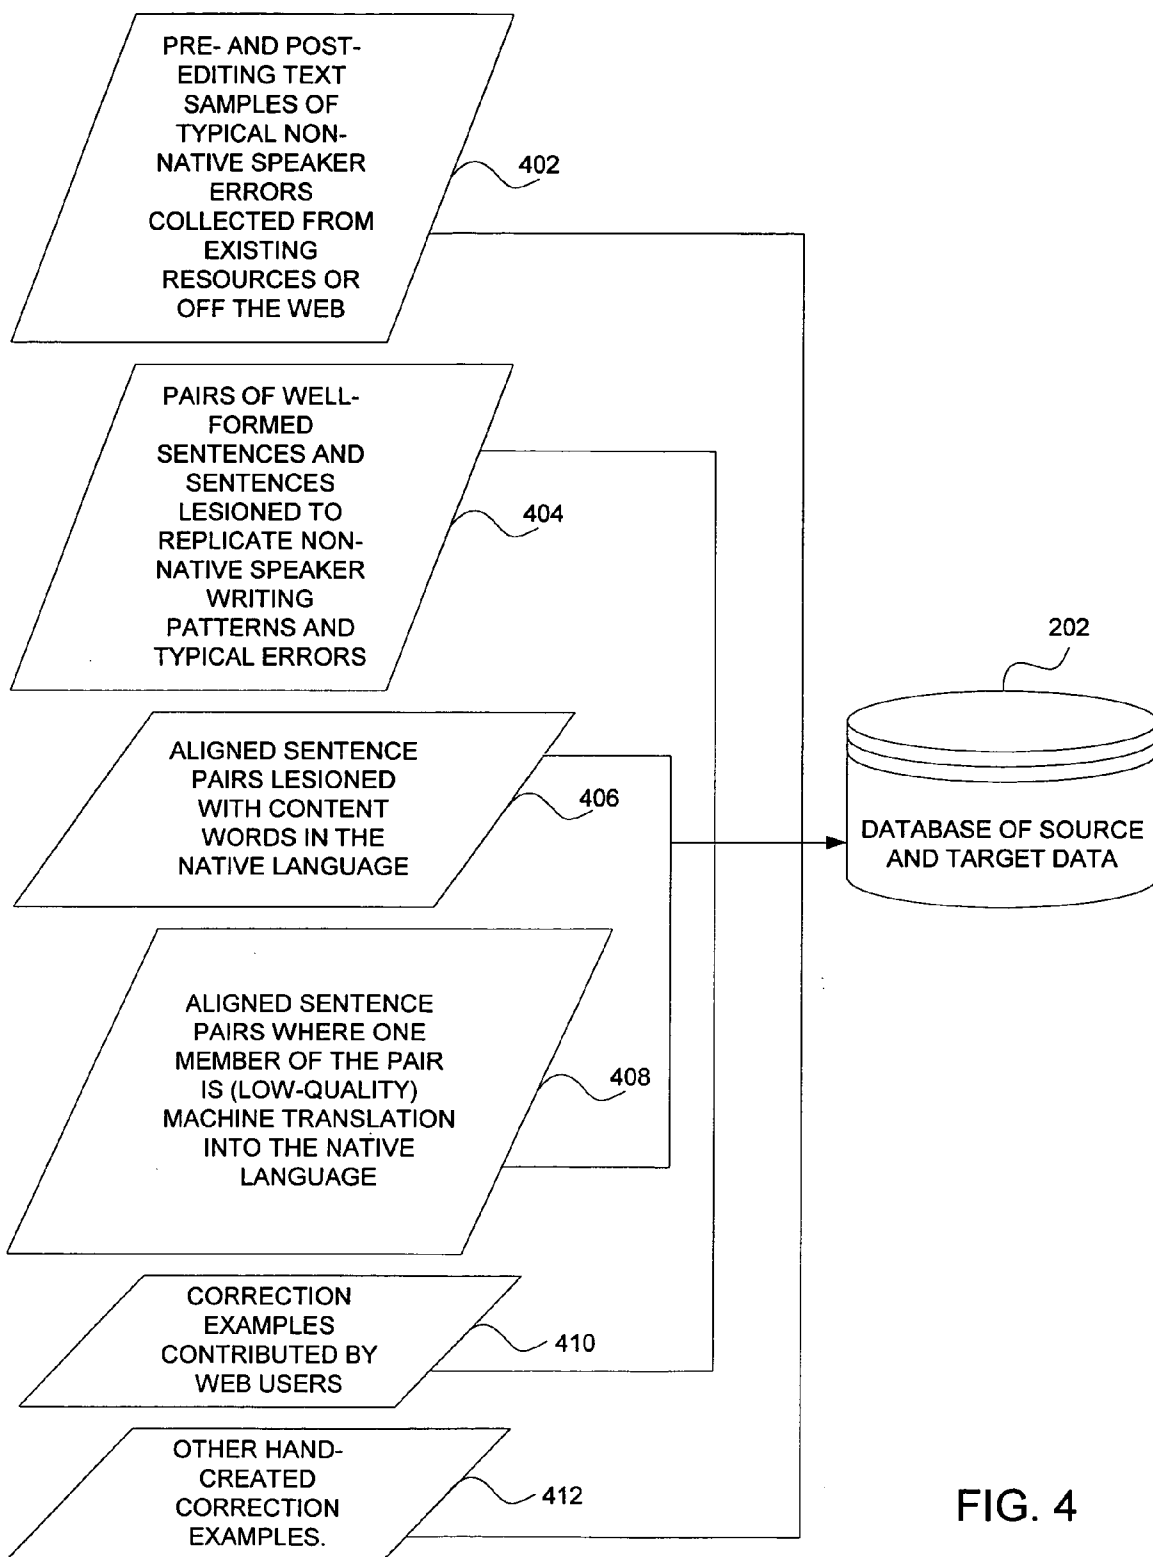 PRE- AND POST-
EDITING TEXT
SAMPLES OF
TYPICAL NON-
NATIVE SPEAKER
ERRORS
COLLECTED FROM
EXISTING
RESOURCES OR
OFF THE WEB
402
PAIRS OF WELL-
FORMED
SENTENCES AND
SENTENCES
LESIONED TO
REPLICATE NON-
NATIVE SPEAKER
WRITING
PATTERNS AND
TYPICAL ERRORS
404
ALIGNED SENTENCE
PAIRS LESIONED
WITH CONTENT
WORDS IN THE
NATIVE LANGUAGE
406
ALIGNED SENTENCE
PAIRS WHERE ONE
MEMBER OF THE PAIR
IS (LOW-QUALITY)
MACHINE TRANSLATION
INTO THE NATIVE
LANGUAGE
408
CORRECTION
EXAMPLES
CONTRIBUTED BY
WEB USERS
410
OTHER HAND-
CREATED
CORRECTION
EXAMPLES.
412
202
DATABASE OF SOURCE
AND TARGET DATA
FIG. 4